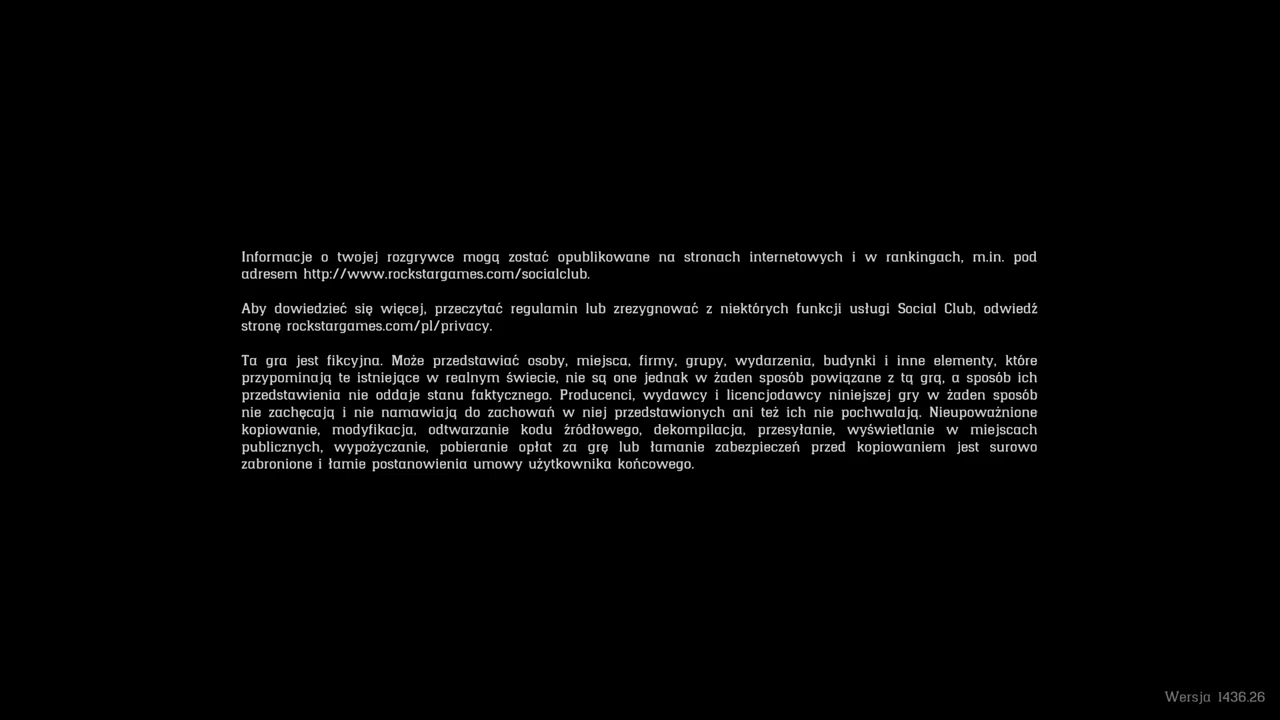 Informacje o twojej rozgrywce mogą zostać opublikowane na stronach internetowych i w rankingach, m.in. pod
adresem http://www.rockstargames.com/socialclub.
Aby dowiedzieć się więcej, przeczytać regulamin lub zrezygnować z niektórych funkcji usługi Social Club, odwiedź
stronę rockstargames.com/pl/privacy.
Ta gra jest fikcyjna. Może przedstawiać osoby, miejsca, firmy, grupy, wydarzenia, budynki i inne elementy, które
przypominają te istniejące w realnym świecie, nie są one jednak w żaden sposób powiązane z tą grą, a sposób ich
przedstawienia nie oddaje stanu faktycznego. Producenci, wydawcy i licencjodawcy niniejszej gry w żaden sposób
nie zachęcają i nie namawiają do zachowań w niej przedstawionych ani też ich nie pochwalają. Nieupoważnione
kopiowanie, modyfikacja, odtwarzanie kodu źródłowego, dekompilacja, przesyłanie, wyświetlanie w miejscach
publicznych, wypożyczanie, pobieranie opłat za grę lub łamanie zabezpieczeń przed kopiowaniem jest surowo
zabronione i łamie postanowienia umowy użytkownika końcowego.
Wersja 1436.26